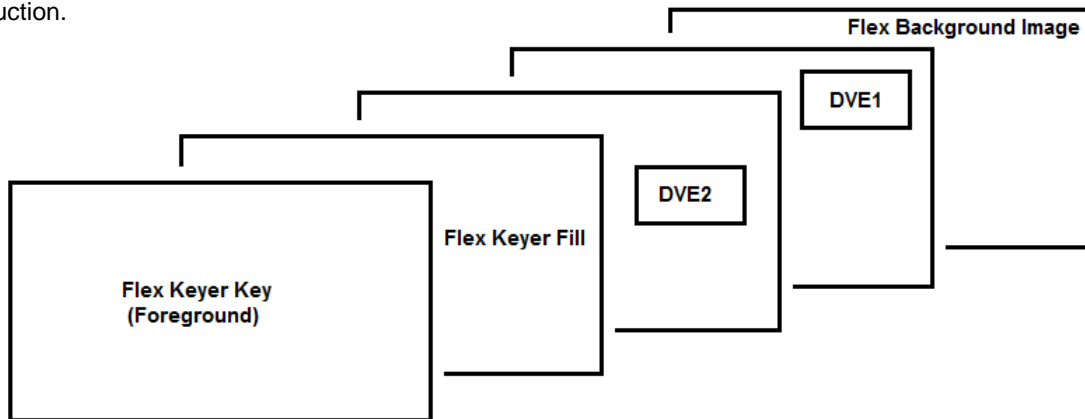 uction.
Flex Background Image
DVE1
DVE2
Flex Keyer Fill
Flex Keyer Key
(Foreground)